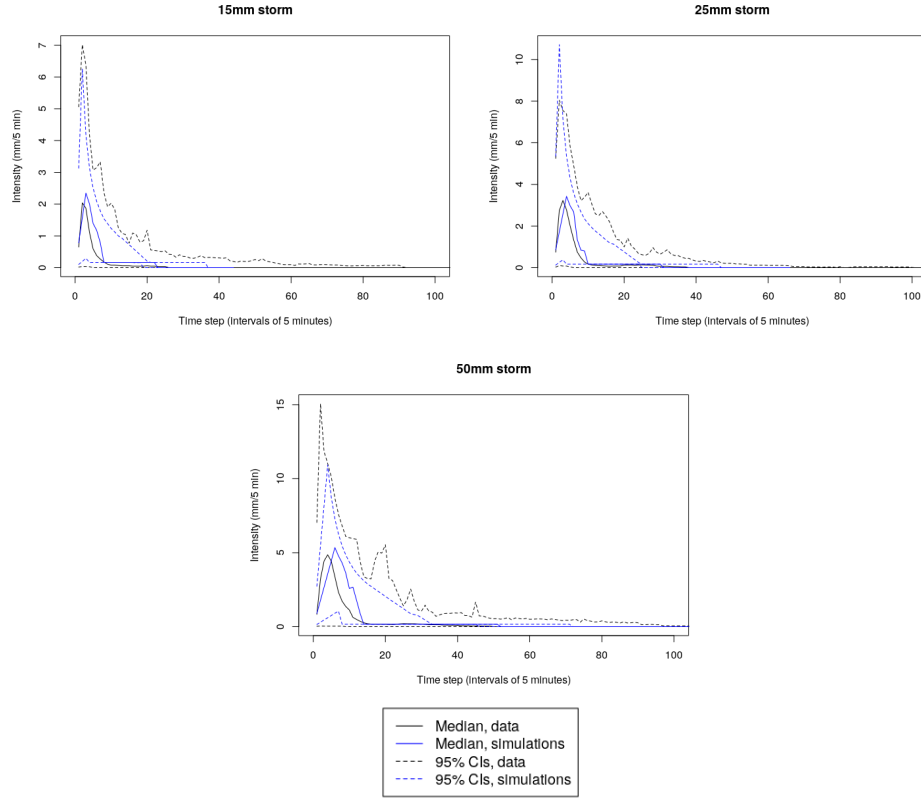 15mm storm
Intensity (mm/5 min)
0 1 2 3 4 5 6 7
0 20 40 60 80 100
Time step (intervals of 5 minutes)
25mm storm
Intensity (mm/5 min)
0 2 4 6 8 10
0 20 40 60 80 100
Time step (intervals of 5 minutes)
50mm storm
Intensity (mm/5 min)
0 5 10 15
0 20 40 60 80 100
Time step (intervals of 5 minutes)
Median, data
Median, simulations
95% CIs, data
95% CIs, simulations